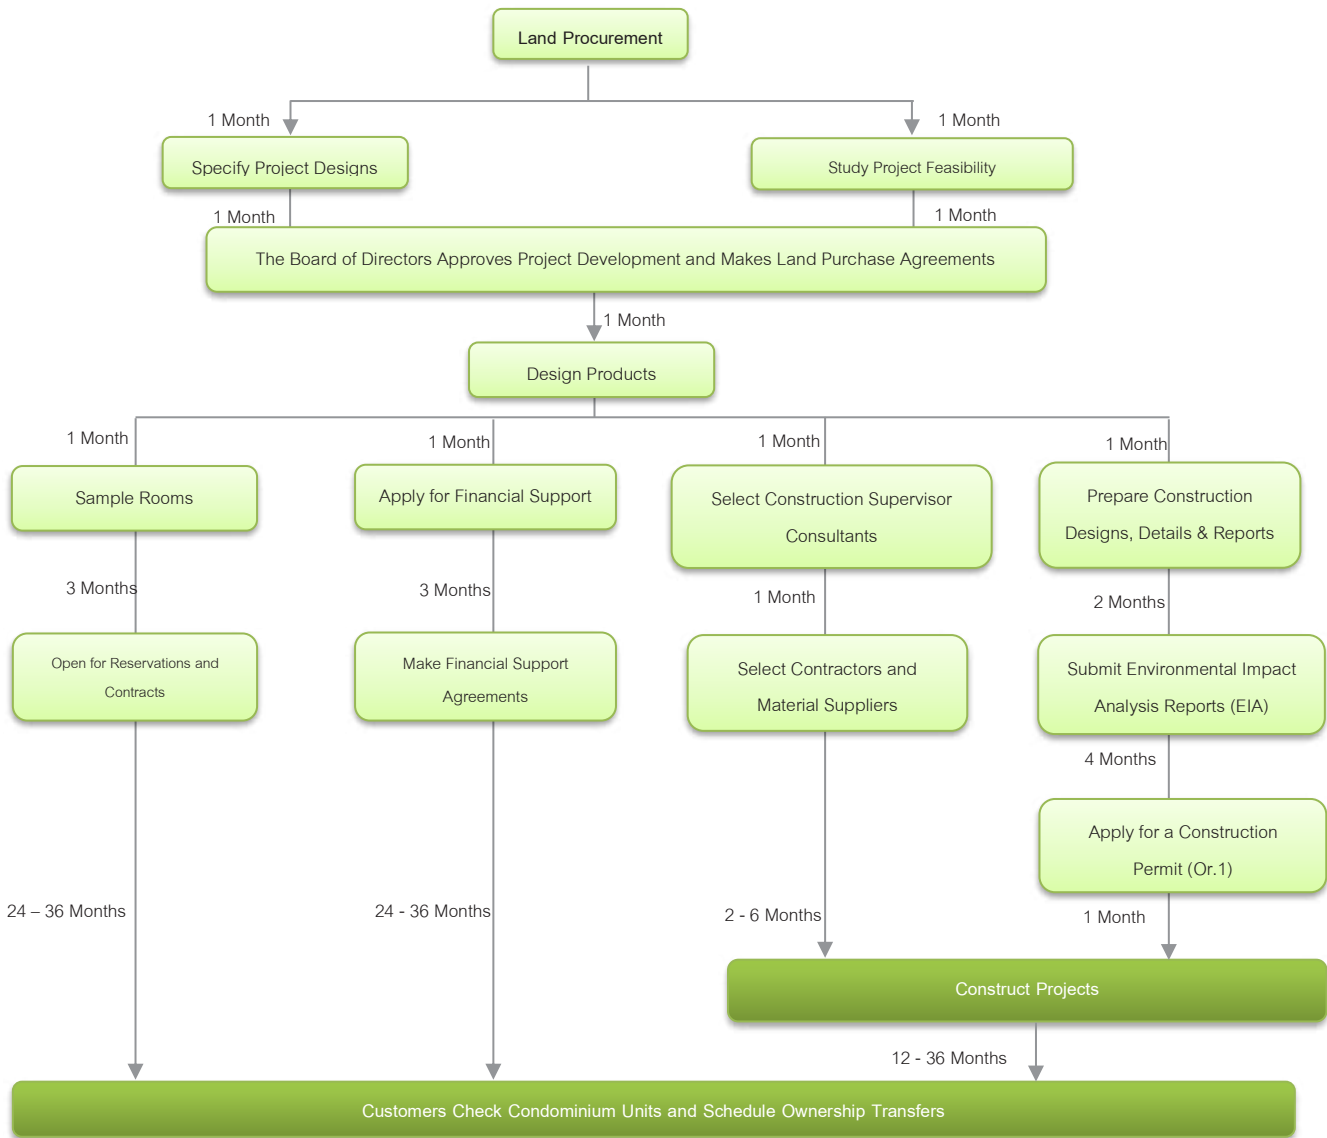 Land Procurement
1 Month
1 Month
Specify Project Designs
Study Project Feasibility
1 Month
1 Month
The Board of Directors Approves Project Development and Makes Land Purchase Agreements
1 Month
Design Products
1 Month
1 Month
1 Month
1 Month
Sample Rooms
Apply for Financial Support
Select Construction Supervisor
Consultants
Prepare Construction
Designs, Details & Reports
3 Months
3 Months
1 Month
2 Months
Open for Reservations and
Contracts
Make Financial Support
Agreements
Select Contractors and
Material Suppliers
Submit Environmental Impact
Analysis Reports (EIA)
4 Months
Apply for a Construction
Permit (Or.1)
24 – 36 Months
24 - 36 Months
2 - 6 Months
1 Month
Construct Projects
12 - 36 Months
Customers Check Condominium Units and Schedule Ownership Transfers